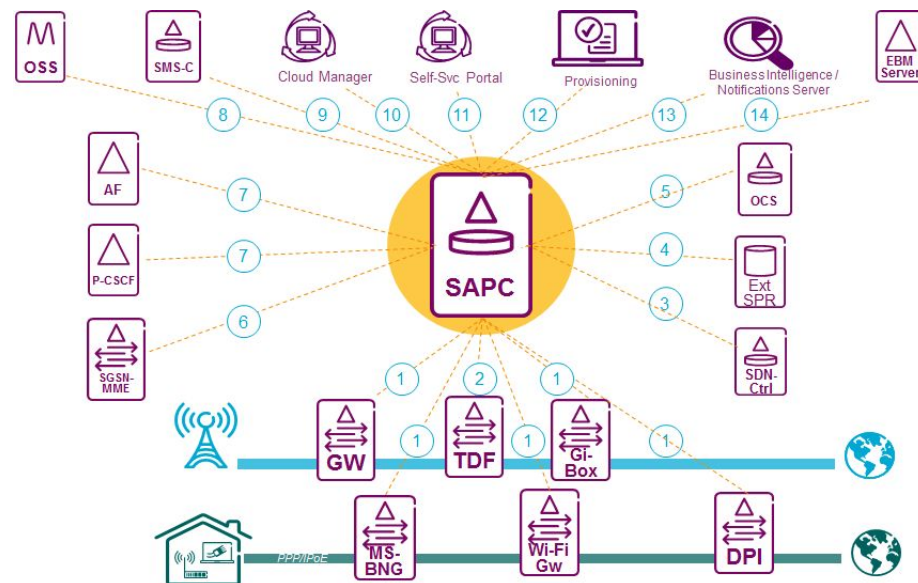 OSS
SMS-C
Cloud Manager
Self-Svc Portal
Provisioning
Business Intelligence /
Notifications Server
EBM
Server
8
9
10
11
12
13
14
AF
7
5
OCS
P-CSCF
7
SAPC
4
Ext
SPR
SGSN-
MME
6
3
SDN-
Ctrl
1
2
1
GW
1
TDF
1
Gi-
Box
1
PPP/IPoE
MS-
BNG
Wi-Fi
Gw
DPI